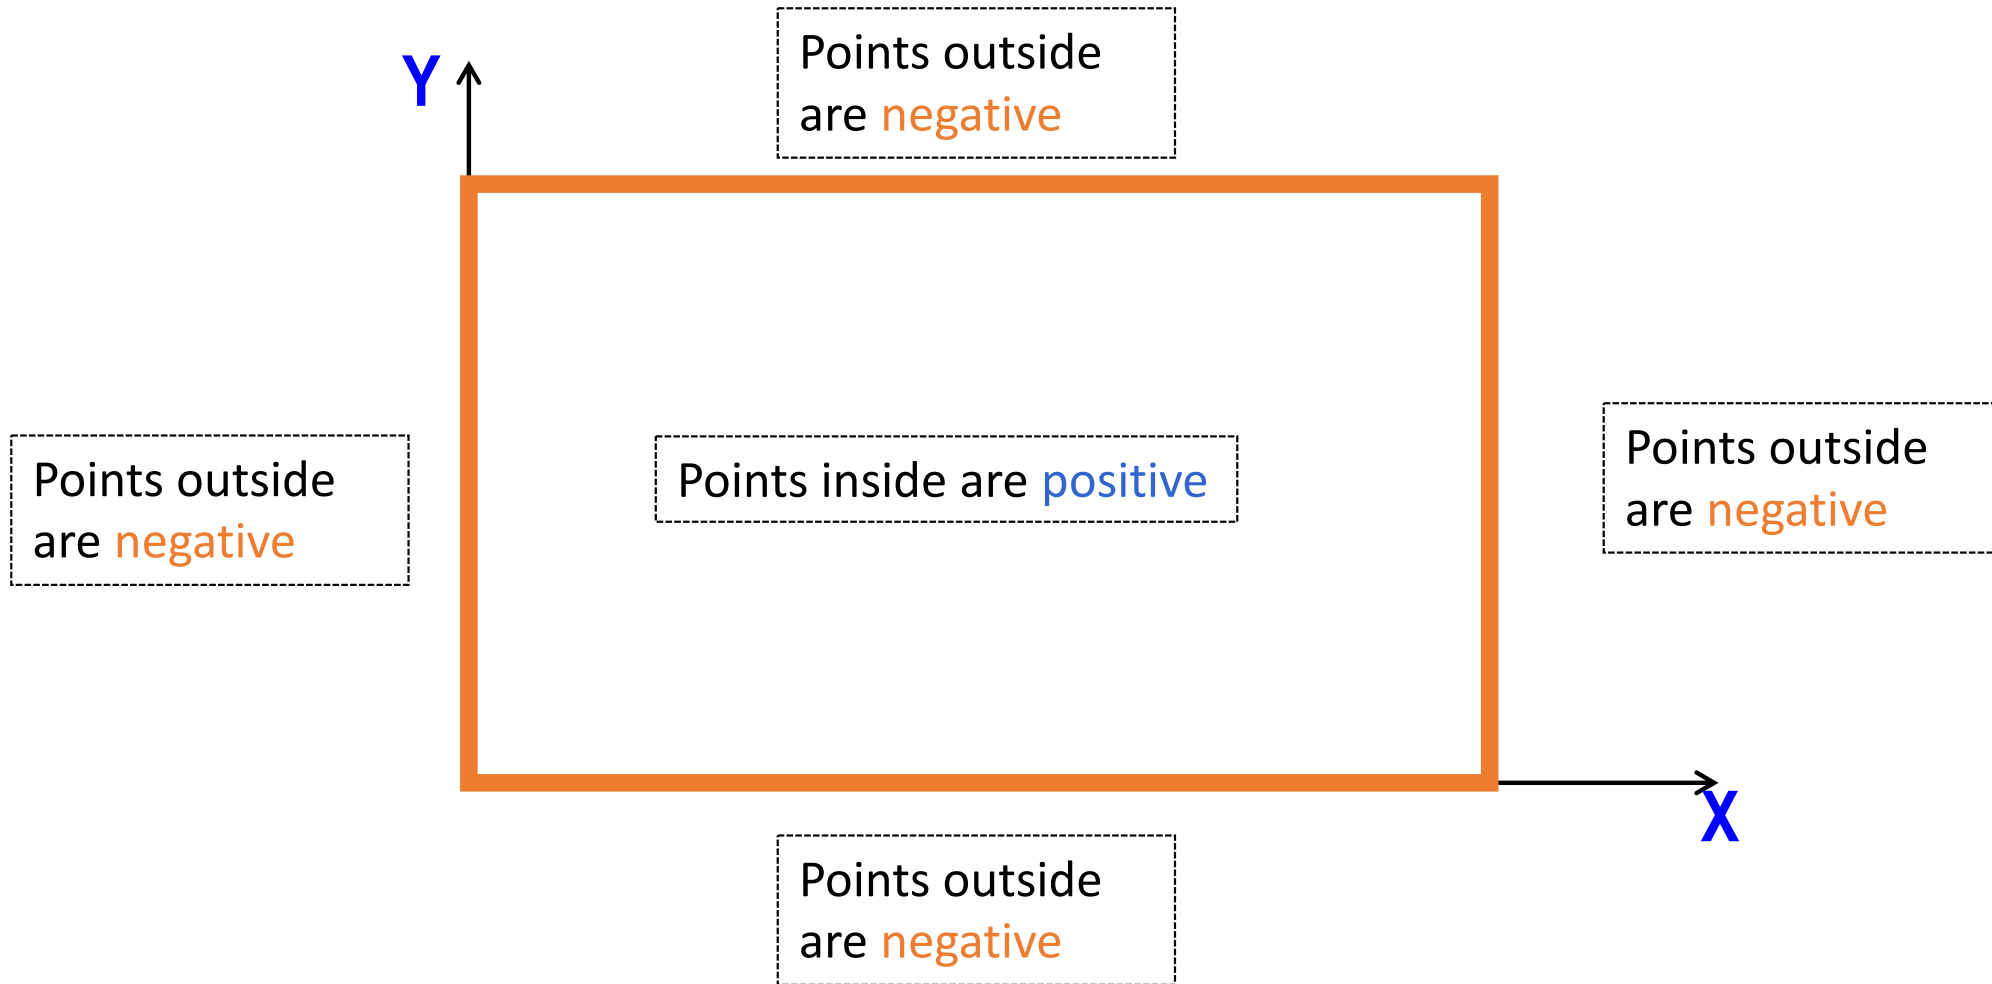 Points outside
are negative
Y
Points outside
are negative
Points inside are positive
Points outside
are negative
X
Points outside
are negative